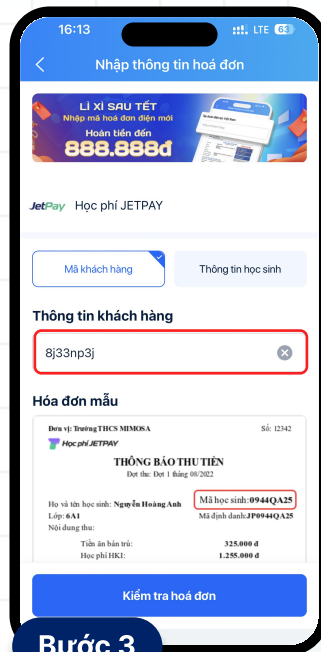 16:13 LTE 63
Nhập thông tin hoá đơn
LÌ XÌ SAU TẾT
Nhập mã hoá đơn điện mới
Hoàn tiền đến
888.888đ
JetPay Học phí JETPAY
Mã khách hàng Thông tin học sinh
Thông tin khách hàng
8j33np3j
Hóa đơn mẫu
Đơn vị: Trường THCS MIMOSA Số: 12342
Học phí JETPAY
THÔNG BÁO THU TIỀN
Đợt thu: Đợt 1 tháng 08/2022
Họ và tên học sinh: Nguyễn Hoàng Anh Mã học sinh:0944QA25
Lớp: 6A1 Mã định danh:JP0944QA25
Nội dung thu:
Tiền ăn bán trú: 325.000 đ
Học phí HKI: 1.255.000 đ
Kiểm tra hoá đơn
Bước 3